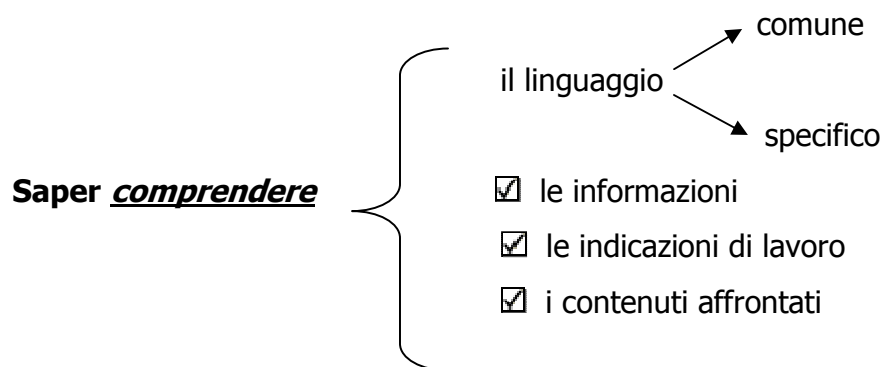 comune
il linguaggio
specifico
Saper comprendere
le informazioni
le indicazioni di lavoro
i contenuti affrontati